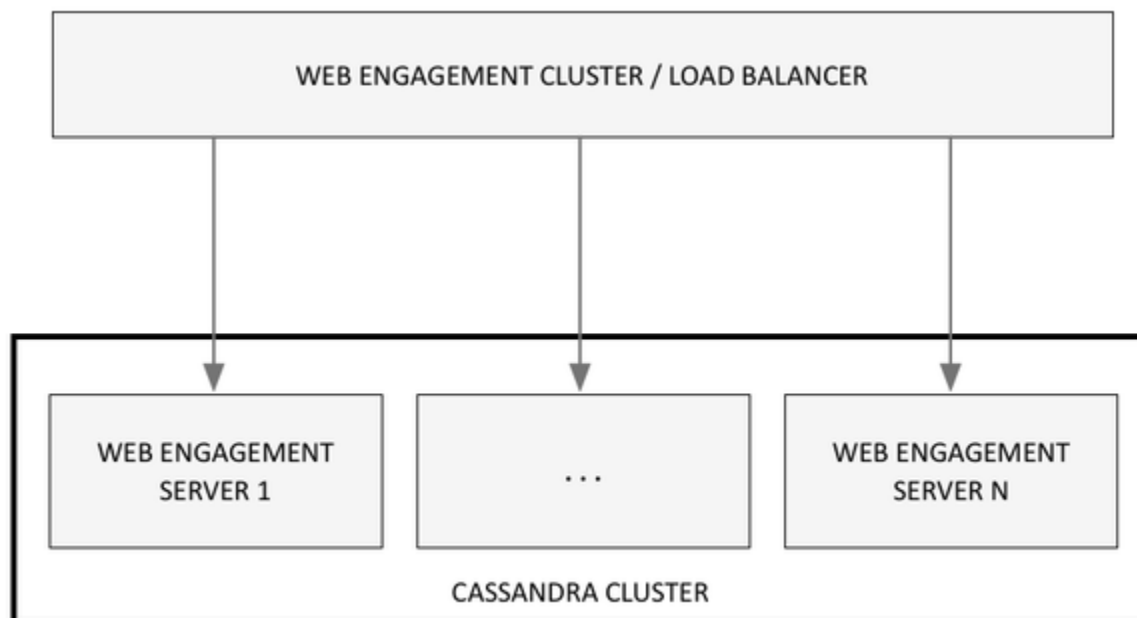 WEB ENGAGEMENT CLUSTER / LOAD BALANCER
WEB ENGAGEMENT
SERVER 1
...
WEB ENGAGEMENT
SERVER N
CASSANDRA CLUSTER